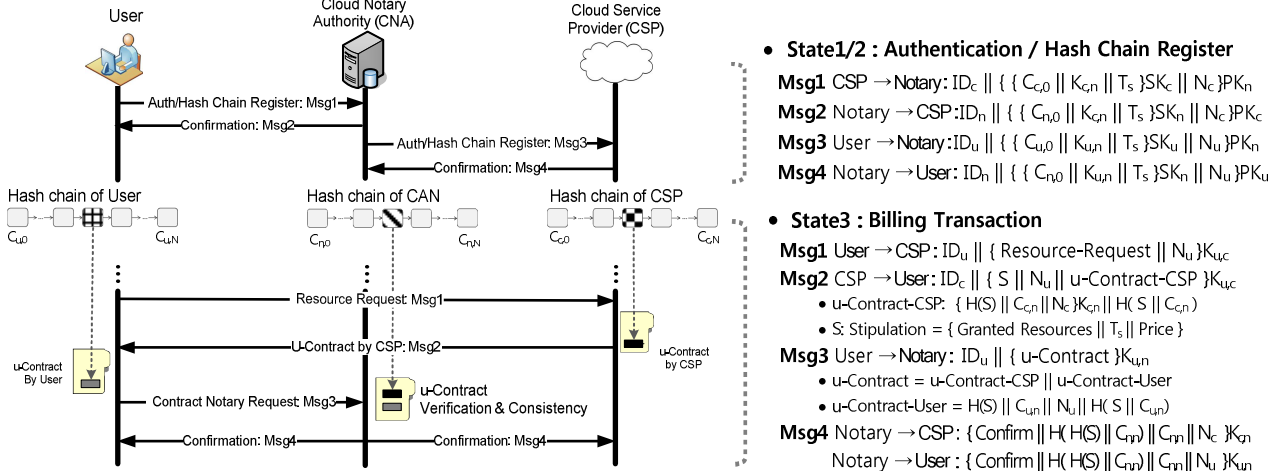 User
Cloud Notary
Authority (CNA)
Cloud Service
Provider (CSP)
Auth/Hash Chain Register: Msg1
Confirmation: Msg2
Auth/Hash Chain Register: Msg3
Confirmation: Msg4
Hash chain of User
Hash chain of CAN
Hash chain of CSP
Cu,0
Cu,N
Cn,0
Cn,N
Cc,0
Cc,N
Resource Request: Msg1
U-Contract by CSP: Msg2
u-Contract
by CSP
u-Contract
By User
u-Contract
Verification & Consistency
Contract Notary Request: Msg3
Confirmation: Msg4
Confirmation: Msg4
• State1/2 : Authentication / Hash Chain Register
Msg1 CSP → Notary: IDc || { { Cc,0 || Kc,n || Ts }SKc || Nc }PKn
Msg2 Notary → CSP: IDn || { { Cn,0 || Kc,n || Ts }SKn || Nc }PKc
Msg3 User → Notary: IDu || { { Cu,0 || Ku,n || Ts }SKu || Nu }PKn
Msg4 Notary → User: IDn || { { Cn,0 || Ku,n || Ts }SKn || Nu }PKu
• State3 : Billing Transaction
Msg1 User → CSP: IDu || { Resource-Request || Nu }Ku,c
Msg2 CSP → User: IDc || { S || Nu || u-Contract-CSP }Ku,c
• u-Contract-CSP: { H(S) || Cc,n || Nc }Kc,n || H( S || Cc,n )
• S: Stipulation = { Granted Resources || Ts || Price }
Msg3 User → Notary: IDu || { u-Contract }Ku,n
• u-Contract = u-Contract-CSP || u-Contract-User
• u-Contract-User = H(S) || Cu,n || Nu || H( S || Cu,n)
Msg4 Notary → CSP: { Confirm || H( H(S) || Cn,n) || Cn,n || Nc }Kc,n
Notary → User: { Confirm || H( H(S) || Cn,n) || Cn,n || Nu }Ku,n